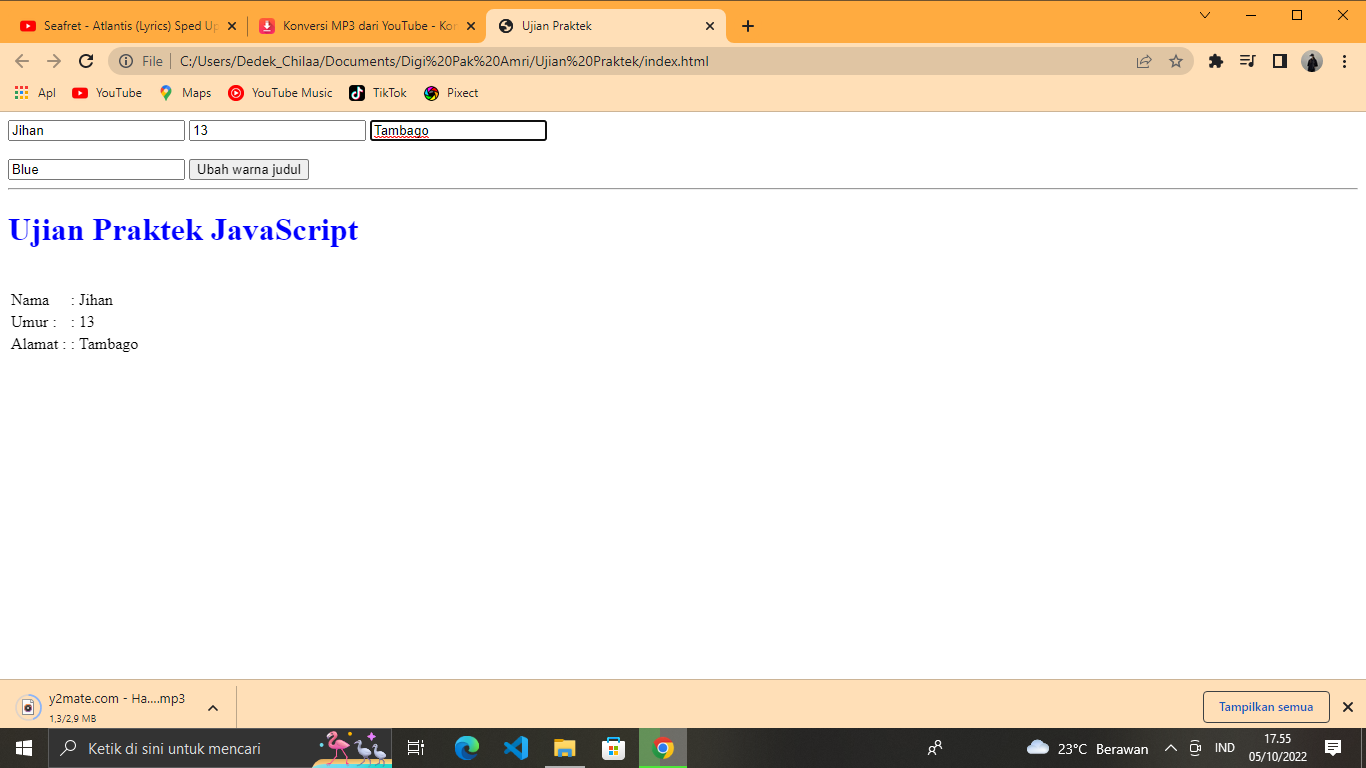 Seafret - Atlantis (Lyrics) Sped Up
Konversi MP3 dari YouTube - Kon
Ujian Praktek
File | C:/Users/Dedek_Chilaa/Documents/Digi%20Pak%20Amri/Ujian%20Praktek/index.html
Apl YouTube Maps YouTube Music TikTok Pixect
Jihan 13 Tambago
Blue Ubah warna judul
Ujian Praktek JavaScript
Nama : Jihan
Umur : : 13
Alamat : : Tambago
y2mate.com - Ha....mp3
1,3/2,9 MB
Tampilkan semua
Ketik di sini untuk mencari
23°C Berawan
IND
17.55
05/10/2022